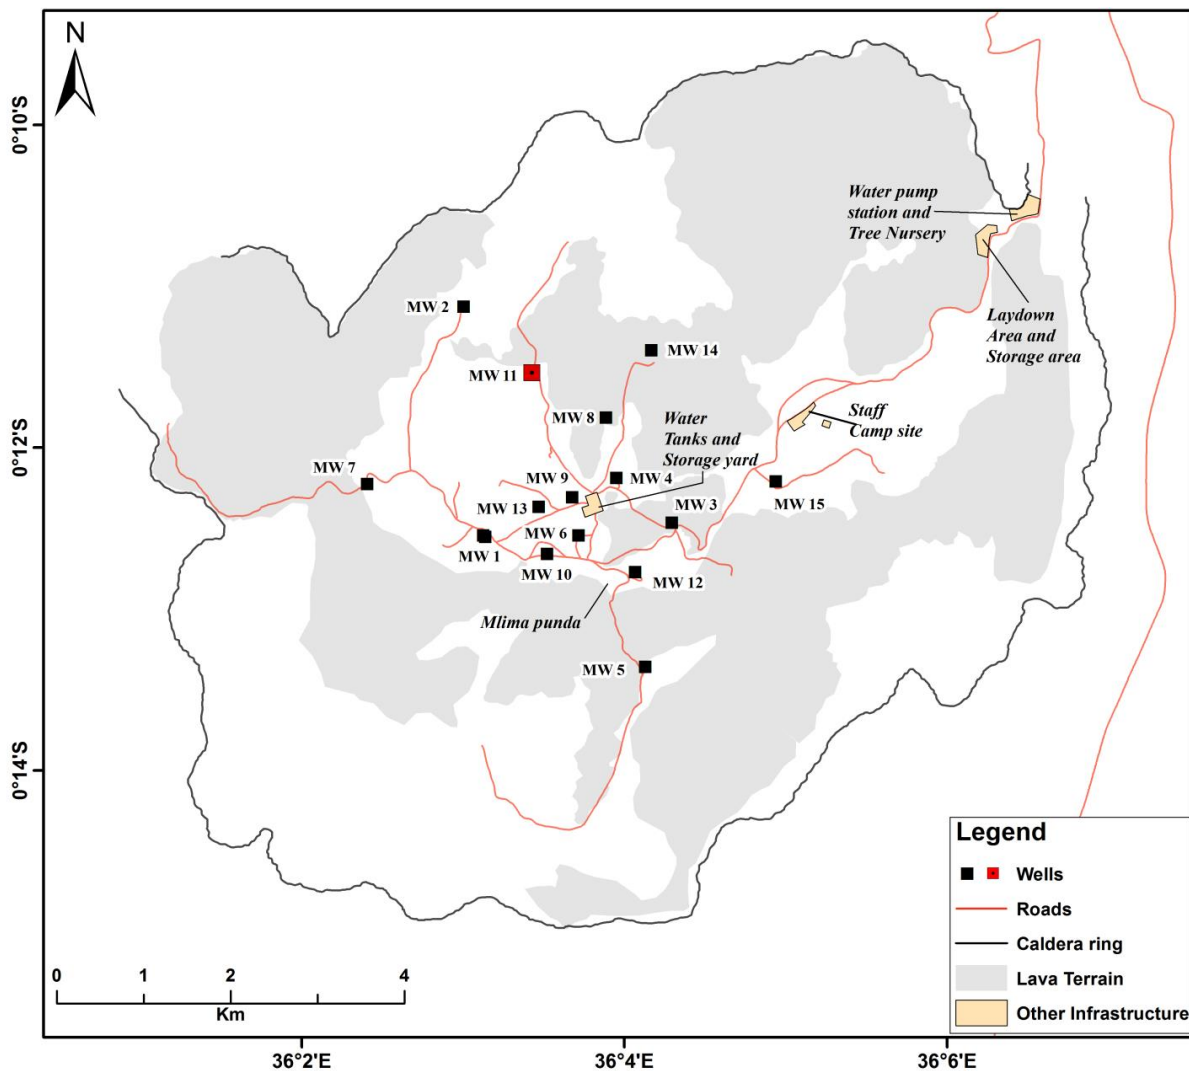 N
0°10'S
0°12'S
0°14'S
Water pump
station and
Tree Nursery
Laydown
Area and
Storage area
MW 2
MW 14
MW 11
MW 8
Water
Tanks and
Storage yard
Staff
Camp site
MW 7
MW 9
MW 4
MW 13
MW 3
MW 15
MW 6
MW 1
MW 10
MW 12
Mlima punda
MW 5
Legend
Wells
Roads
Caldera ring
Lava Terrain
Other Infrastructure
0 1 2 4
Km
36°2'E 36°4'E 36°6'E